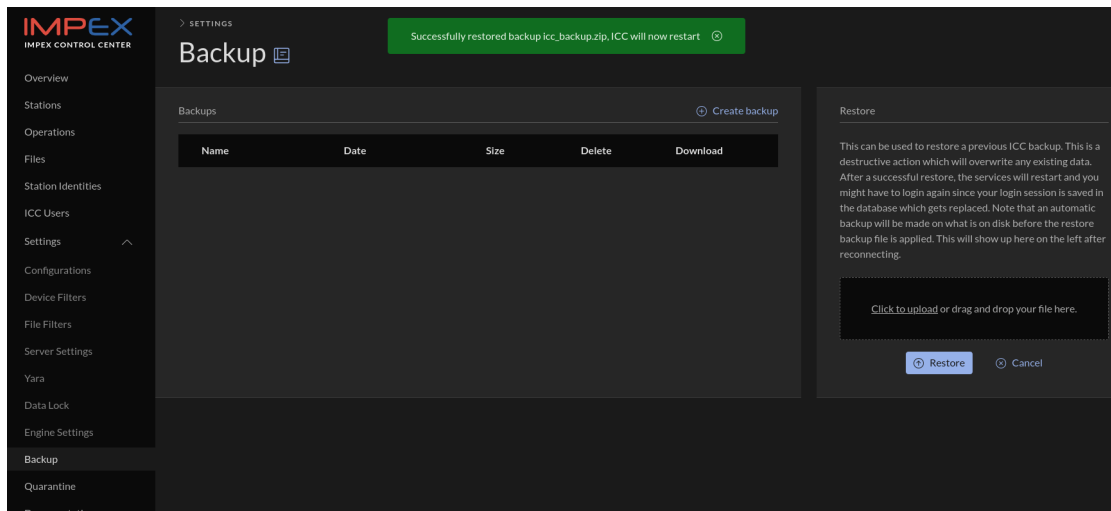 IMPEX
IMPEX CONTROL CENTER
Overview
Stations
Operations
Files
Station Identities
ICC Users
Settings
Configurations
Device Filters
File Filters
Server Settings
Yara
Data Lock
Engine Settings
Backup
Quarantine
SETTINGS
Backup
Successfully restored backup icc_backup.zip, ICC will now restart
Backups
Create backup
Name Date Size Delete Download
Restore
This can be used to restore a previous ICC backup. This is a
destructive action which will overwrite any existing data.
After a successful restore, the services will restart and you
might have to login again since your login session is saved in
the database which gets replaced. Note that an automatic
backup will be made on what is on disk before the restore
backup file is applied. This will show up here on the left after
reconnecting.
Click to upload or drag and drop your file here.
Restore
Cancel